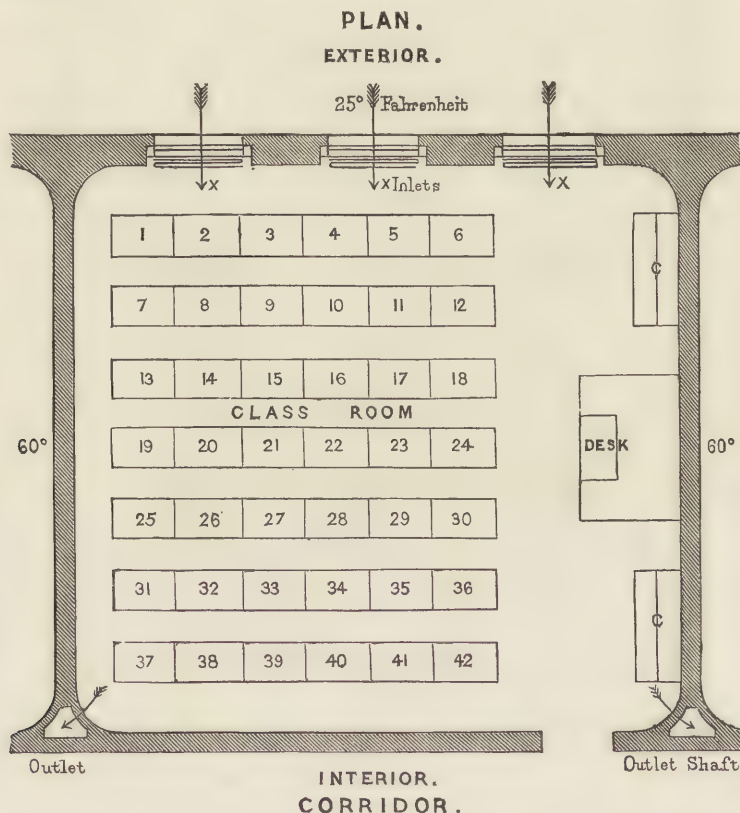 PLAN.
EXTERIOR.
25° Fahrenheit
x
x Inlets
X
1 2 3 4 5 6
C
7 8 9 10 11 12
13 14 15 16 17 18
CLASS ROOM
60°
19 20 21 22 23 24
DESK
60°
25 26 27 28 29 30
31 32 33 34 35 36
C
37 38 39 40 41 42
Outlet
Outlet Shaft
INTERIOR.
CORRIDOR.